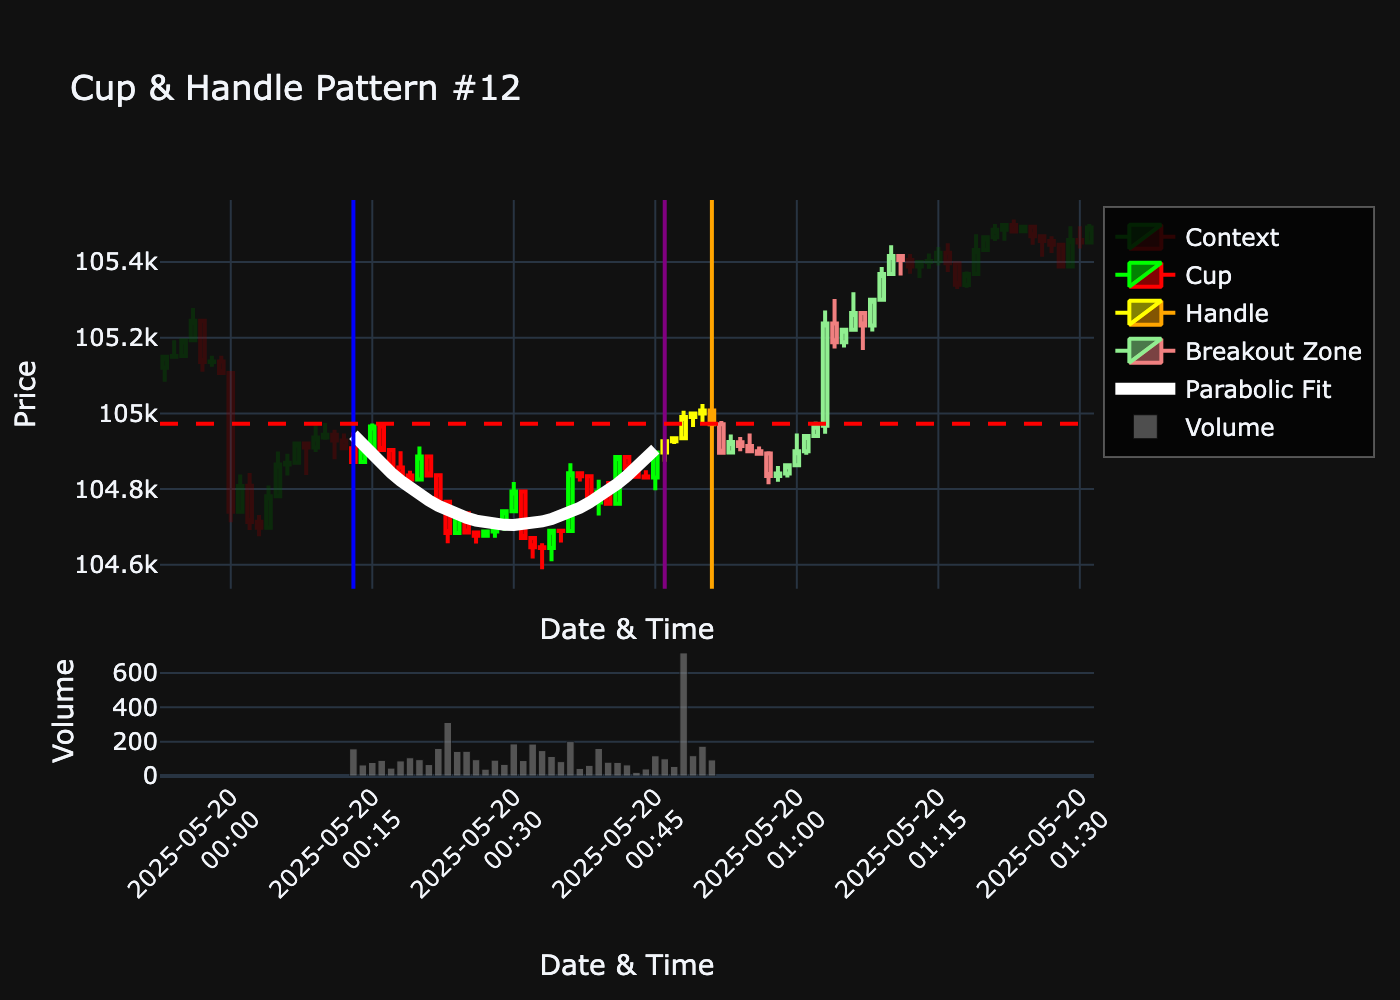 Cup & Handle Pattern #12
105.4k
105.2k
105k
104.8k
104.6k
Price
Date & Time
Context
Cup
Handle
Breakout Zone
Parabolic Fit
Volume
600
400
200
0
Volume
2025-05-20
00:00
2025-05-20
00:15
2025-05-20
00:30
2025-05-20
00:45
2025-05-20
01:00
2025-05-20
01:15
2025-05-20
01:30
Date & Time